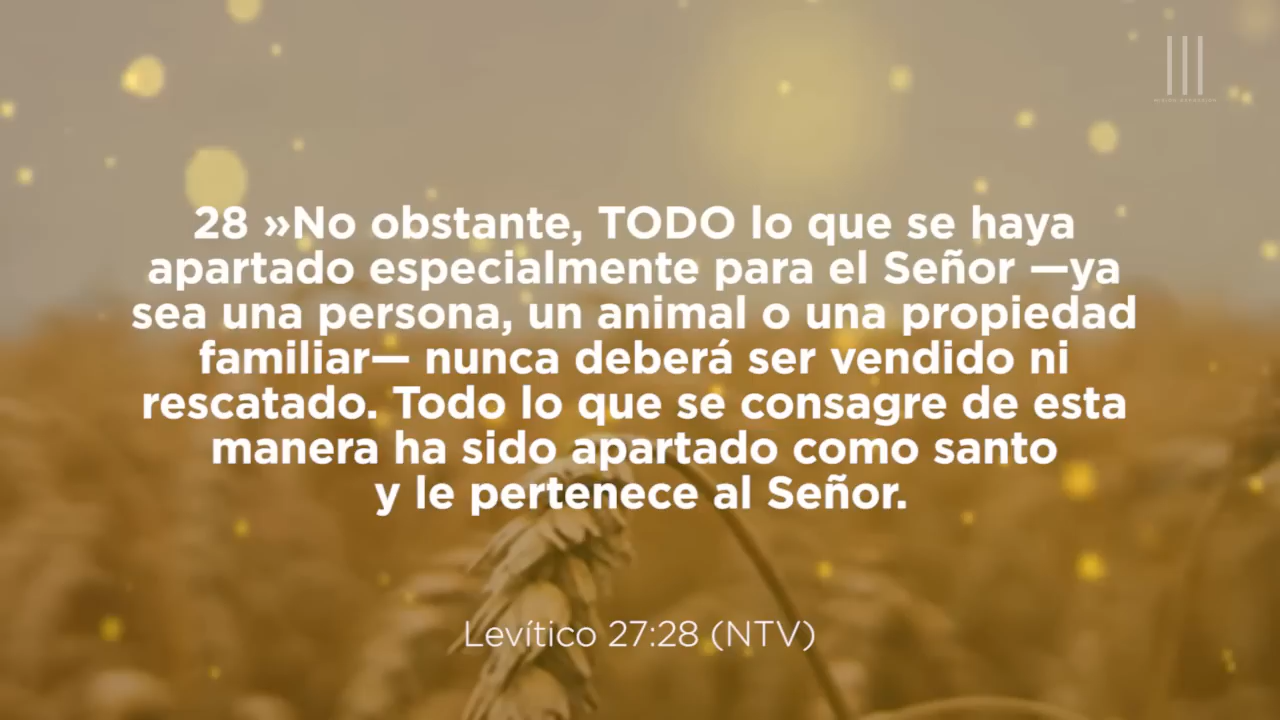 28 »No obstante, TODO lo que se haya
apartado especialmente para el Señor —ya
sea una persona, un animal o una propiedad
familiar— nunca deberá ser vendido ni
rescatado. Todo lo que se consagre de esta
manera ha sido apartado como santo
y le pertenece al Señor.
Levítico 27:28 (NTV)